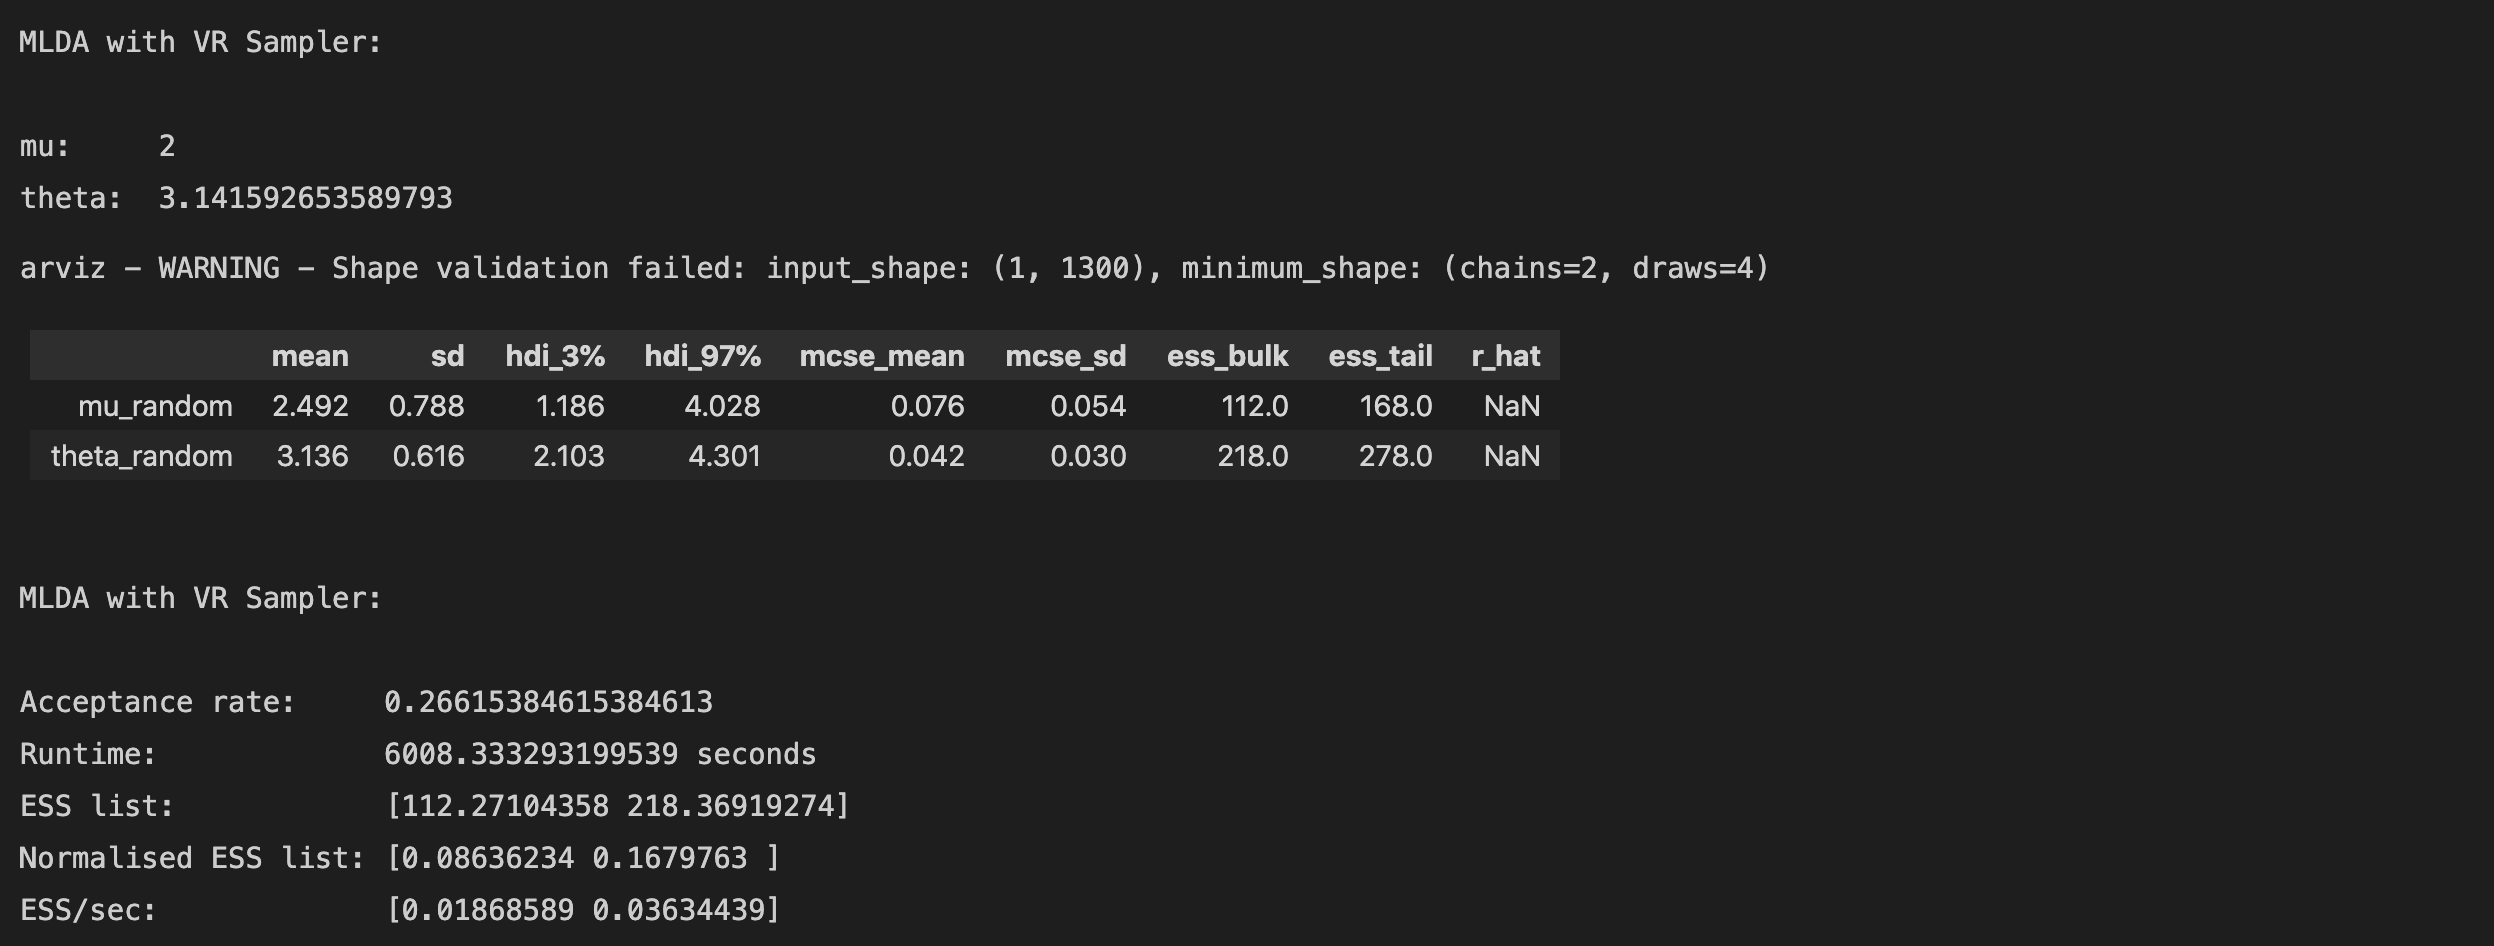 MLDA with VR Sampler:
mu: 2
theta: 3.141592653589793
arviz - WARNING - Shape validation failed: input_shape: (1, 1300), minimum_shape: (chains=2, draws=4)
mean sd hdi_3% hdi_97% mcse_mean mcse_sd ess_bulk ess_tail r_hat
mu_random 2.492 0.788 1.186 4.028 0.076 0.054 112.0 168.0 NaN
theta_random 3.136 0.616 2.103 4.301 0.042 0.030 218.0 278.0 NaN
MLDA with VR Sampler:
Acceptance rate: 0.26615384615384613
Runtime: 6008.333293199539 seconds
ESS list: [112.27104358 218.36919274]
Normalised ESS list: [0.08636234 0.1679763 ]
ESS/sec: [0.01868589 0.03634439]